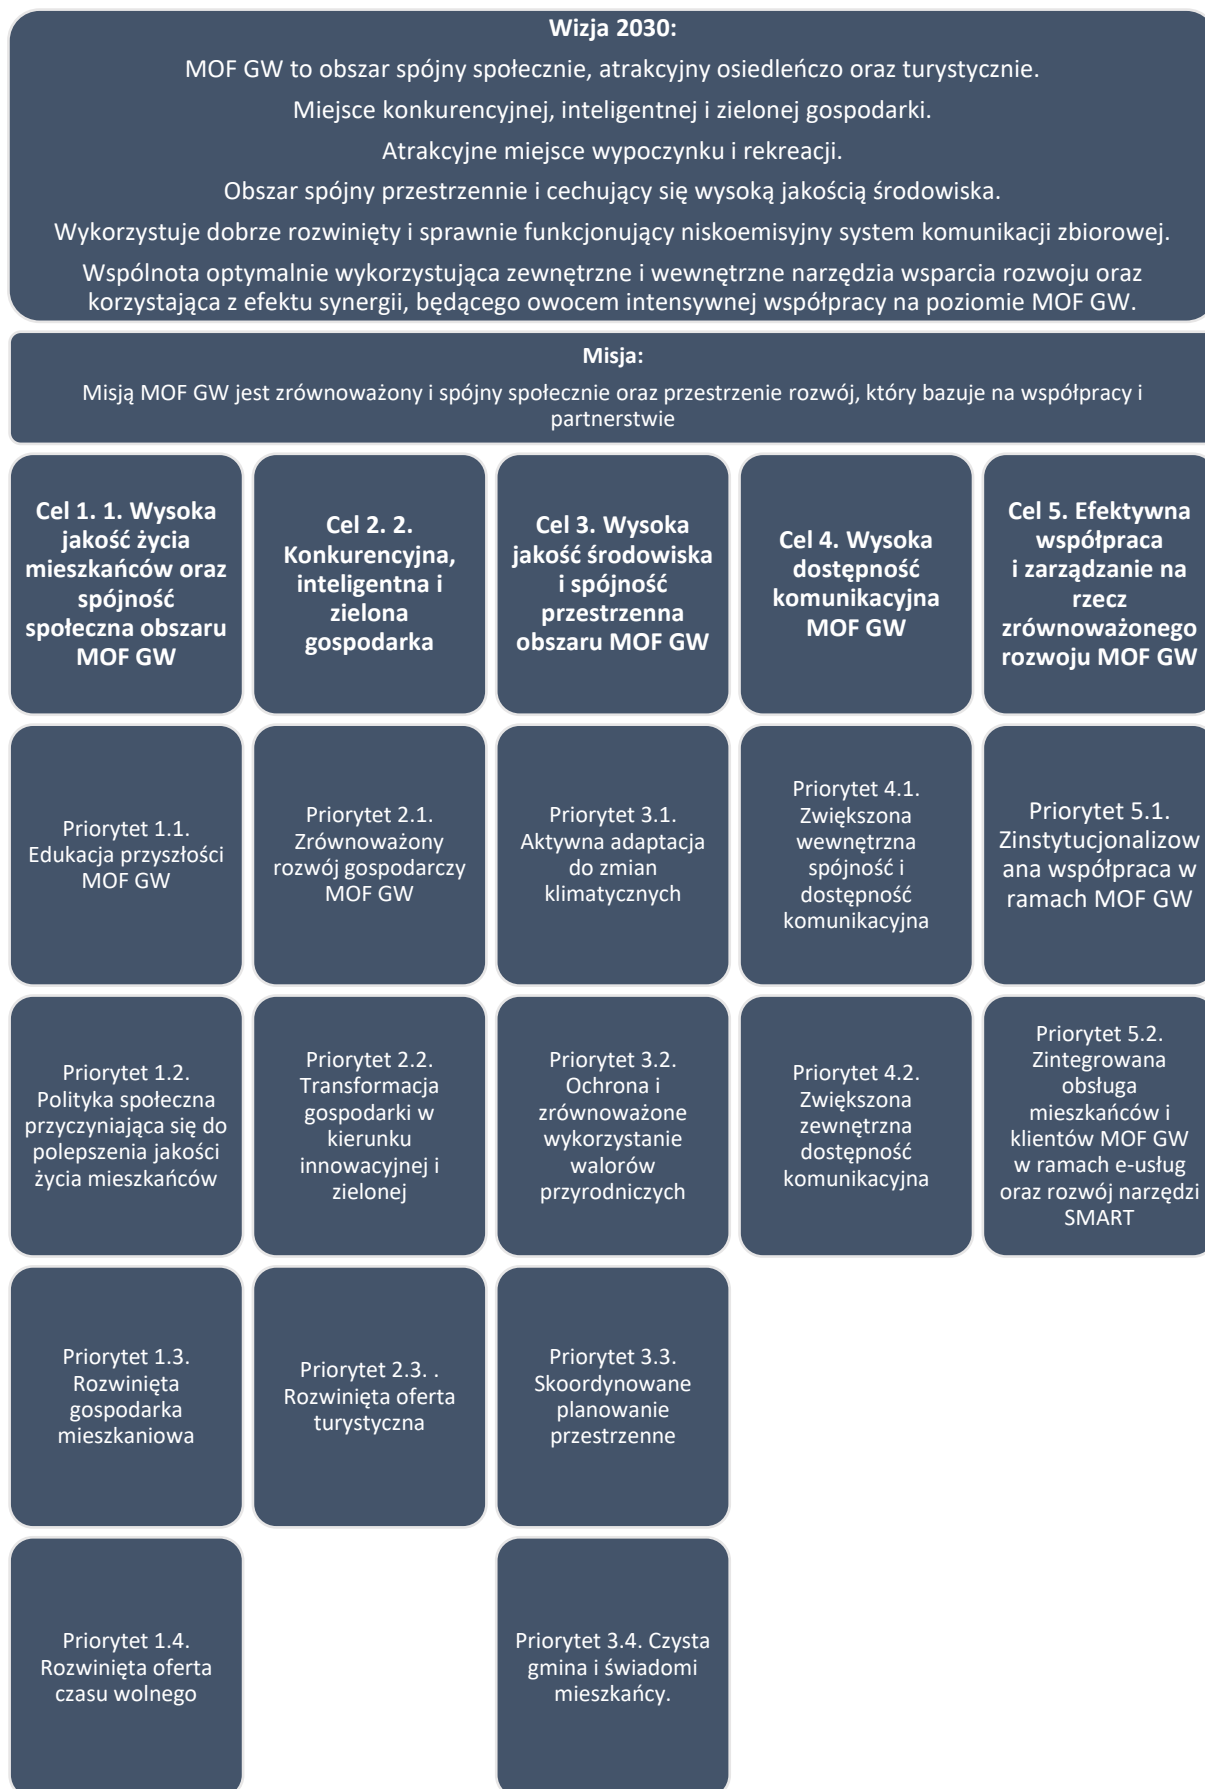 Wizja 2030:
MOF GW to obszar spójny społecznie, atrakcyjny osiedleńczo oraz turystycznie.
Miejsce konkurencyjnej, inteligentnej i zielonej gospodarki.
Atrakcyjne miejsce wypoczynku i rekreacji.
Obszar spójny przestrzennie i cechujący się wysoką jakością środowiska.
Wykorzystuje dobrze rozwinięty i sprawnie funkcjonujący niskoemisyjny system komunikacji zbiorowej.
Wspólnota optymalnie wykorzystująca zewnętrzne i wewnętrzne narzędzia wsparcia rozwoju oraz
korzystająca z efektu synergii, będącego owocem intensywnej współpracy na poziomie MOF GW.
Misja:
Misją MOF GW jest zrównoważony i spójny społecznie oraz przestrzenie rozwój, który bazuje na współpracy i
partnerstwie
Cel 1. 1. Wysoka
jakość życia
mieszkańców oraz
spójność
społeczna obszaru
MOF GW
Cel 2. 2.
Konkurencyjna,
inteligentna i
zielona
gospodarka
Cel 3. Wysoka
jakość środowiska
i spójność
przestrzenna
obszaru MOF GW
Cel 4. Wysoka
dostępność
komunikacyjna
MOF GW
Cel 5. Efektywna
współpraca
i zarządzanie na
rzecz
zrównoważonego
rozwoju MOF GW
Priorytet 1.1.
Edukacja przyszłości
MOF GW
Priorytet 2.1.
Zrównoważony
rozwój gospodarczy
MOF GW
Priorytet 3.1.
Aktywna adaptacja
do zmian
klimatycznych
Priorytet 4.1.
Zwiększona
wewnętrzna
spójność i
dostępność
komunikacyjna
Priorytet 5.1.
Zinstytucjonalizow
ana współpraca w
ramach MOF GW
Priorytet 1.2.
Polityka społeczna
przyczyniająca się do
polepszenia jakości
życia mieszkańców
Priorytet 2.2.
Transformacja
gospodarki w
kierunku
innowacyjnej i
zielonej
Priorytet 3.2.
Ochrona i
zrównoważone
wykorzystanie
walorów
przyrodniczych
Priorytet 4.2.
Zwiększona
zewnętrzna
dostępność
komunikacyjna
Priorytet 5.2.
Zintegrowana
obsługa
mieszkańców i
klientów MOF GW
w ramach e-usług
oraz rozwój narzędzi
SMART
Priorytet 1.3.
Rozwinięta
gospodarka
mieszkaniowa
Priorytet 2.3. .
Rozwinięta oferta
turystyczna
Priorytet 3.3.
Skoordynowane
planowanie
przestrzenne
Priorytet 1.4.
Rozwinięta oferta
czasu wolnego
Priorytet 3.4. Czysta
gmina i świadomi
mieszkańcy.